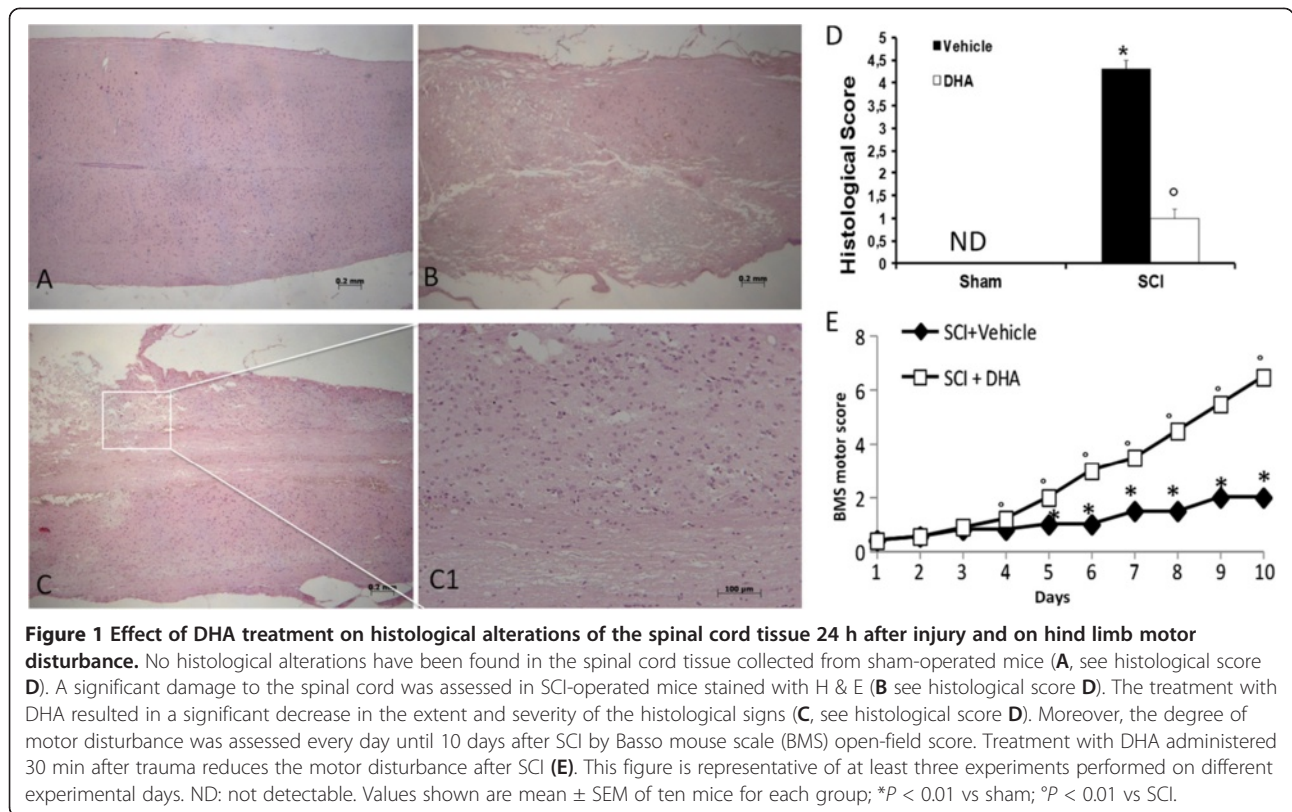 A
0.2 mm
B
0.2 mm
C
0.2 mm
C1
100 µm
D
Histological Score
5
4,5
4
3,5
3
2,5
2
1,5
1
0,5
0
Vehicle
DHA
*
°
ND
Sham
SCI
E
SCI+Vehicle
SCI + DHA
BMS motor score
8
6
4
2
0
° ° ° ° ° ° °
* * * * * *
1 2 3 4 5 6 7 8 9 10
Days
Figure 1 Effect of DHA treatment on histological alterations of the spinal cord tissue 24 h after injury and on hind limb motor
disturbance. No histological alterations have been found in the spinal cord tissue collected from sham-operated mice (A, see histological score
D). A significant damage to the spinal cord was assessed in SCI-operated mice stained with H & E (B see histological score D). The treatment with
DHA resulted in a significant decrease in the extent and severity of the histological signs (C, see histological score D). Moreover, the degree of
motor disturbance was assessed every day until 10 days after SCI by Basso mouse scale (BMS) open-field score. Treatment with DHA administered
30 min after trauma reduces the motor disturbance after SCI (E). This figure is representative of at least three experiments performed on different
experimental days. ND: not detectable. Values shown are mean ± SEM of ten mice for each group; *P < 0.01 vs sham; °P < 0.01 vs SCI.